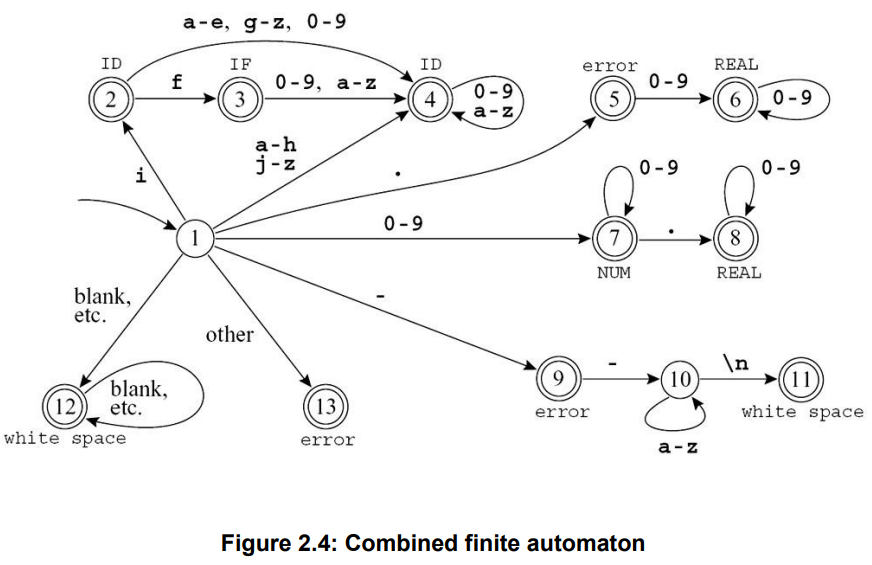 a-e, g-z, 0-9
ID
IF
ID
error
REAL
2
f
3
0-9, a-z
4
0-9
a-z
5
0-9
6
0-9
a-h
j-z
.
i
0-9
0-9
0-9
1
7
.
8
NUM
REAL
blank,
etc.
other
-
12
blank,
etc.
13
9
-
10
\n
11
white space
error
error
white space
a-z
Figure 2.4: Combined finite automaton